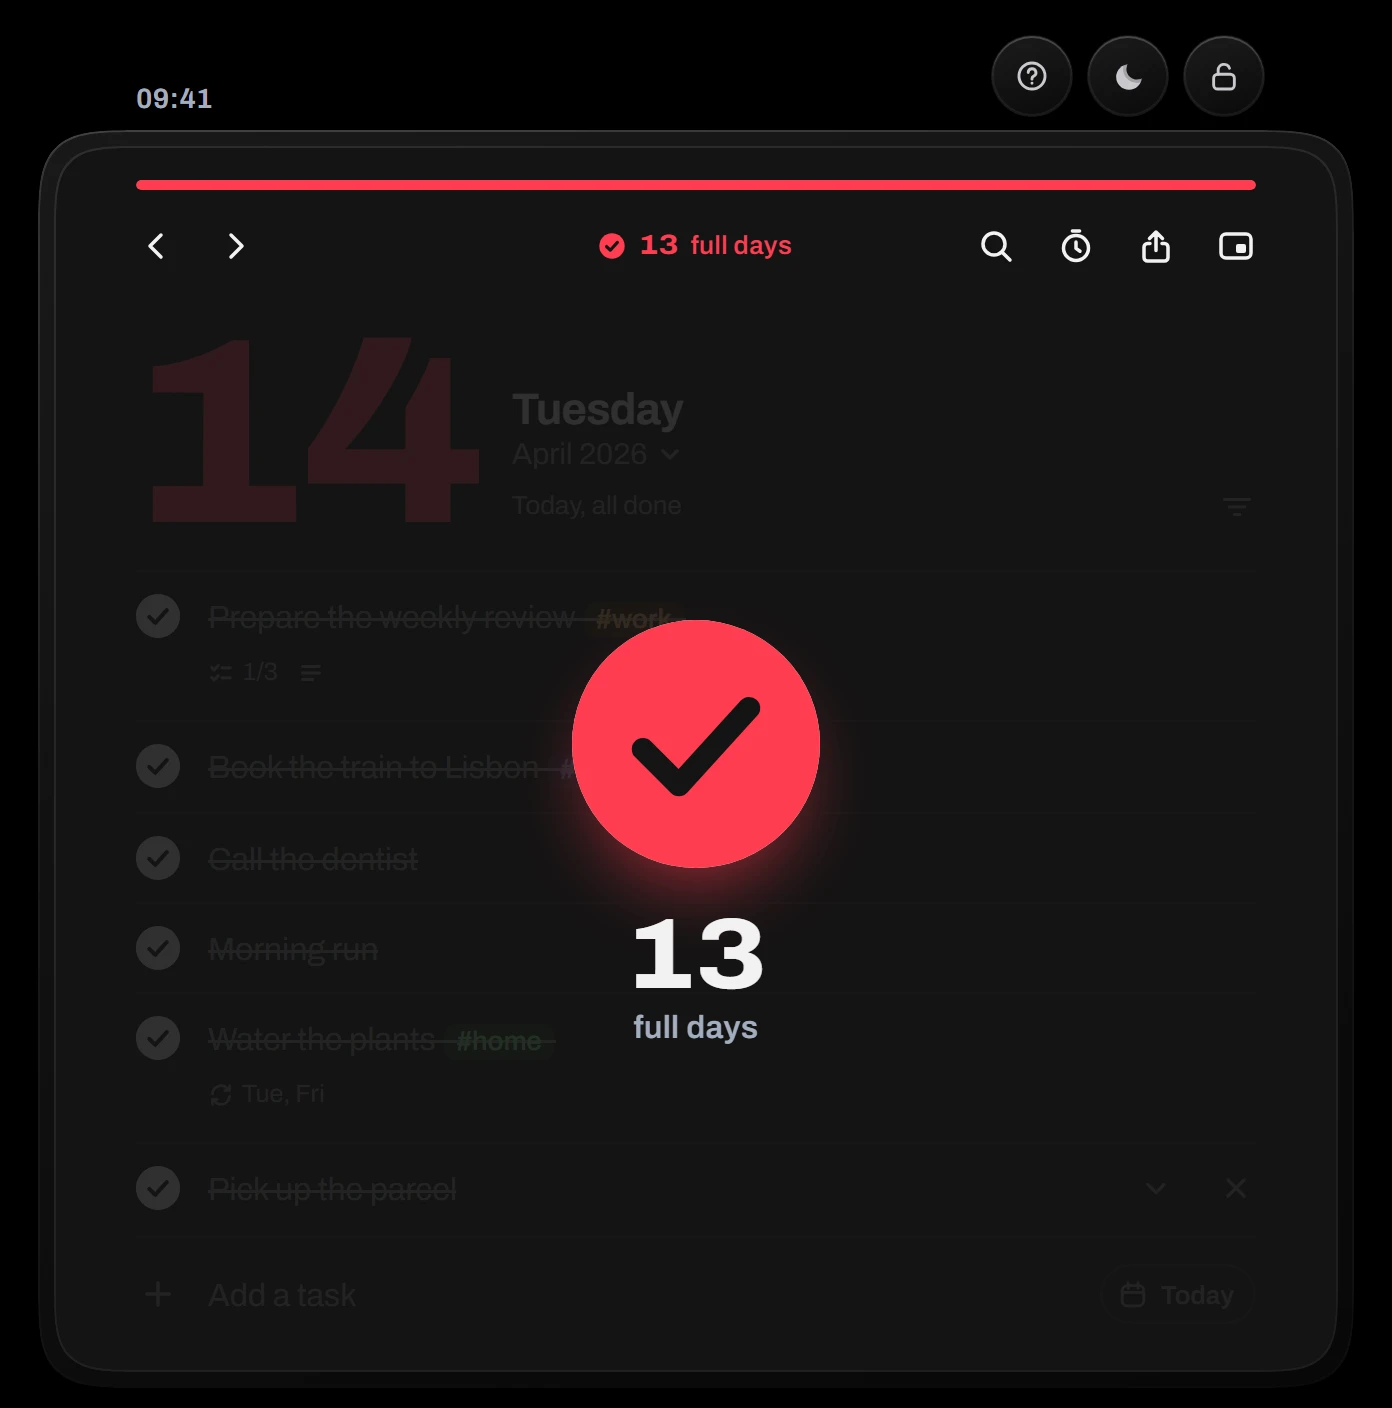 09:41
13 full days
14
Tuesday
April 2026
Today, all done
Prepare the weekly review #work
1/3
Book the train to Lisbon #
Call the dentist
Morning run
13
full days
Water the plants #home
Tue, Fri
Pick up the parcel
Add a task
Today